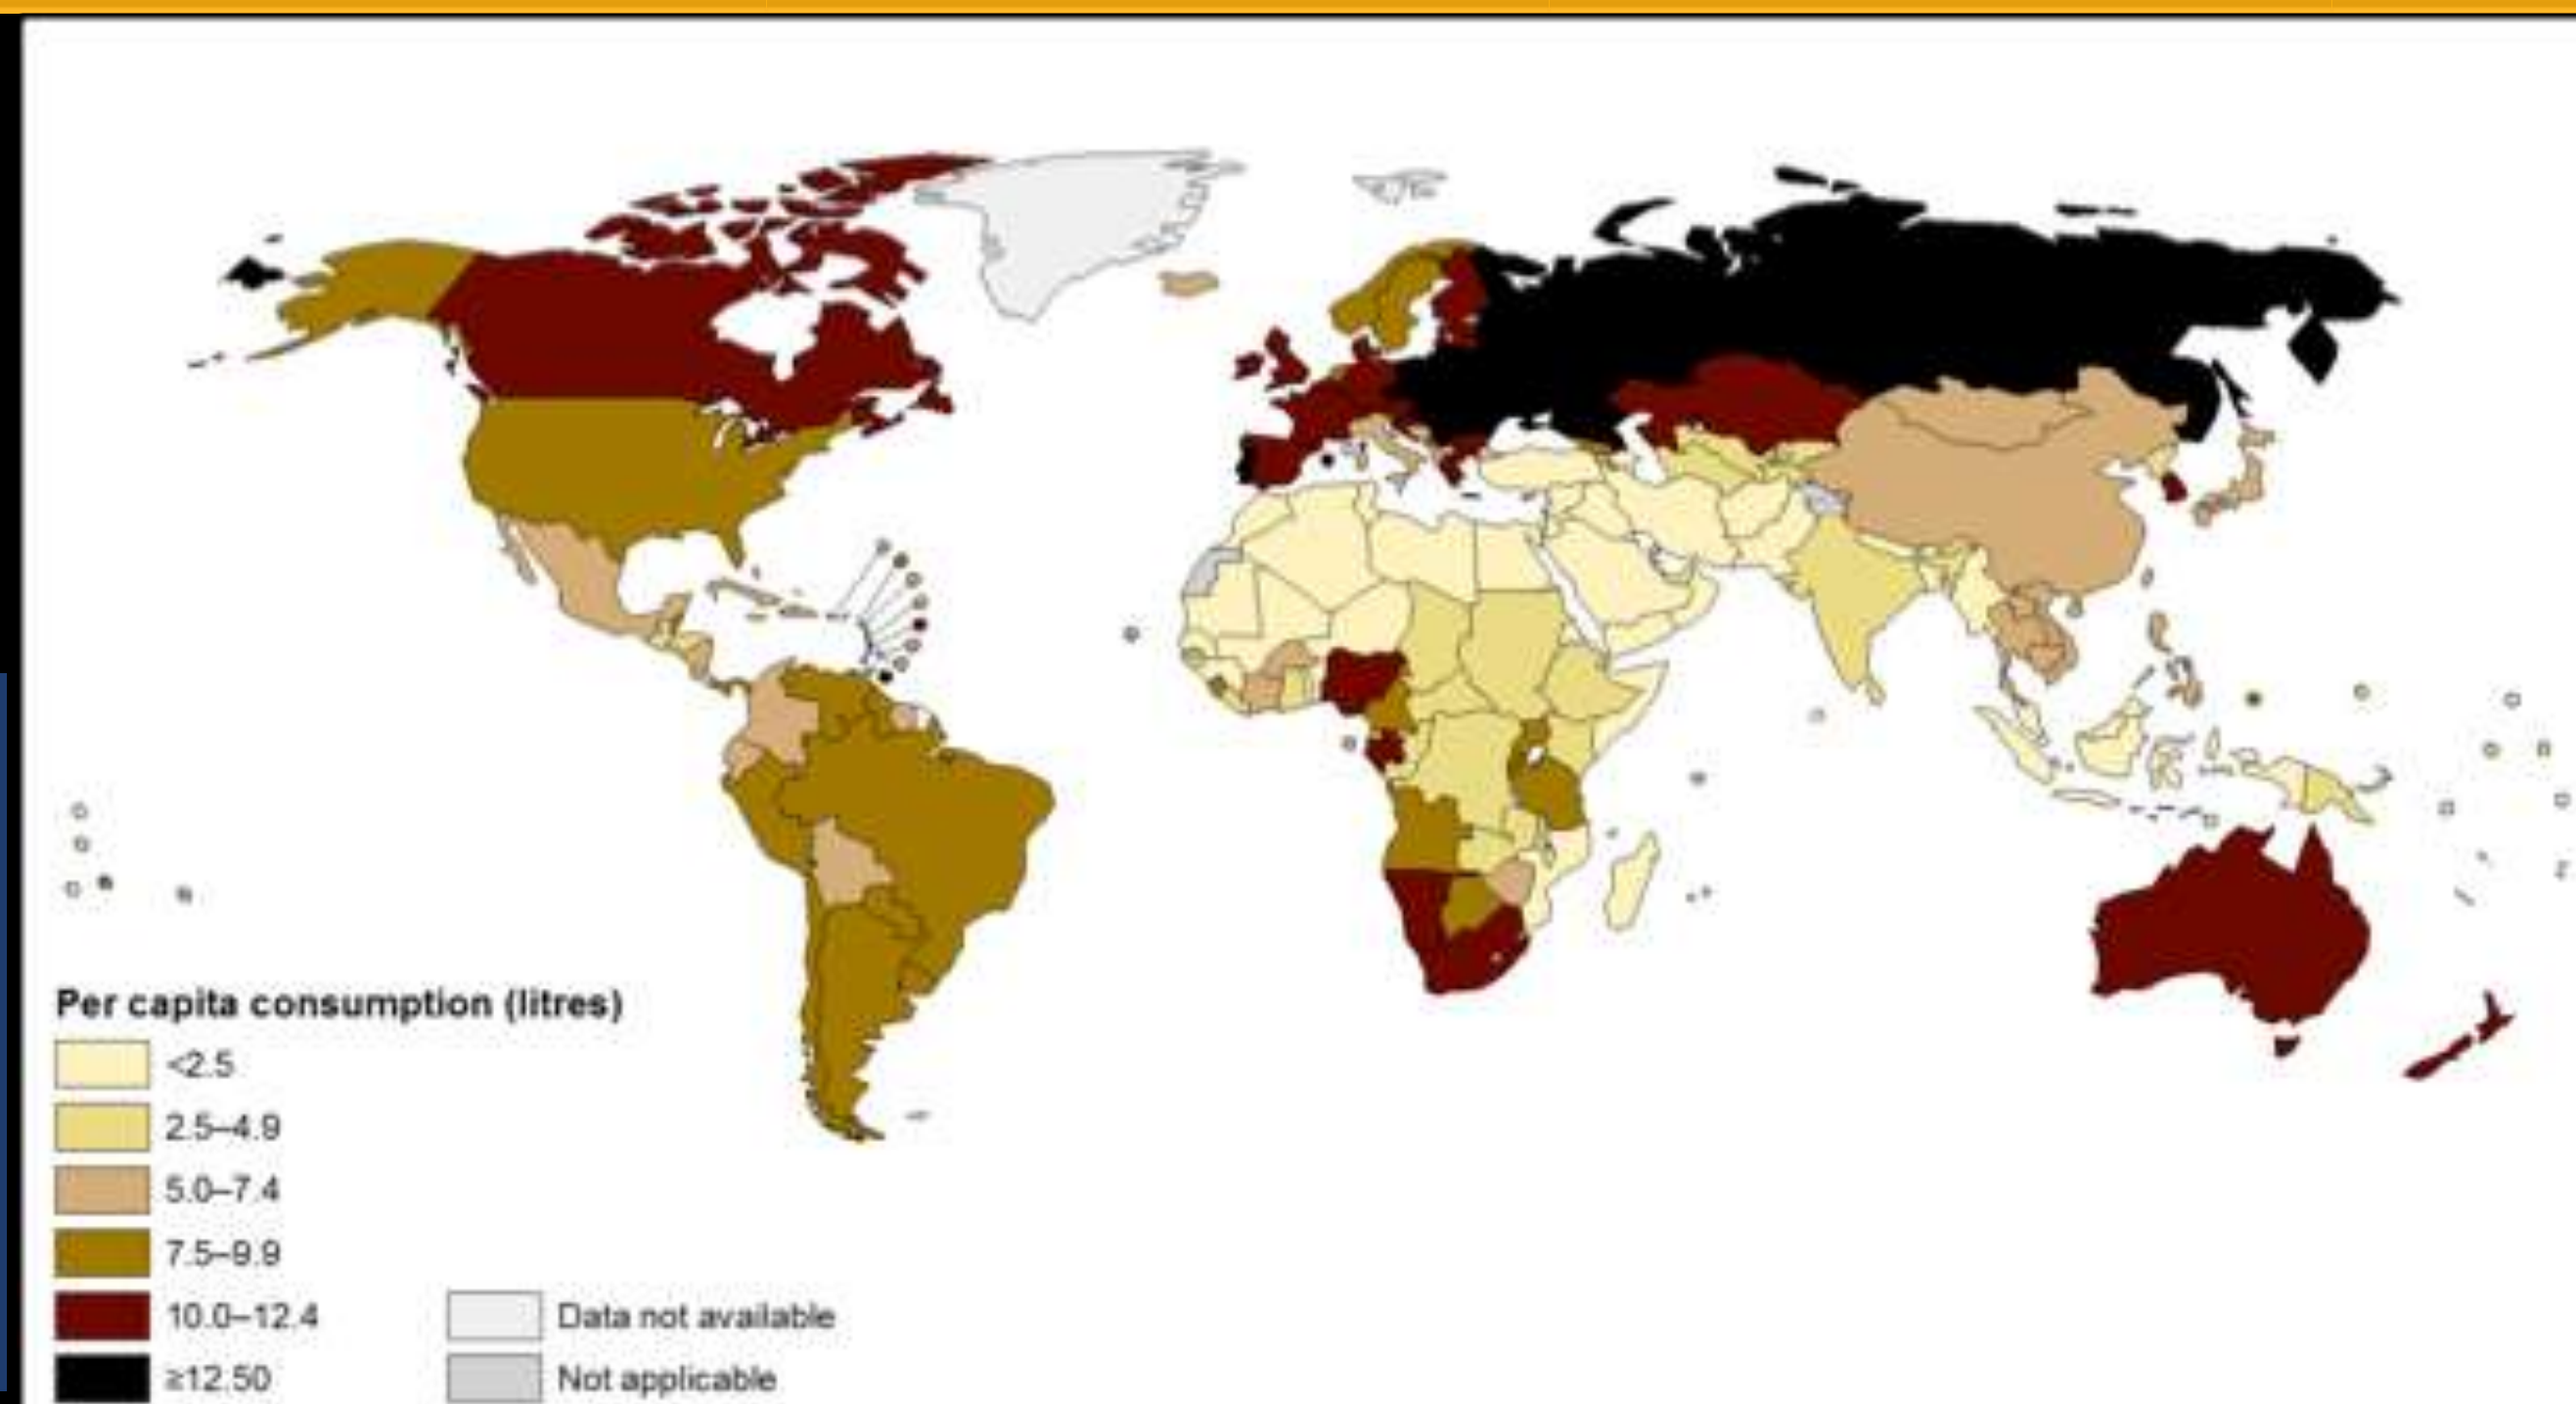 Per capita consumption (litres)
<2.5
2.5–4.9
5.0–7.4
7.5–9.9
10.0–12.4
≥12.50
Data not available
Not applicable